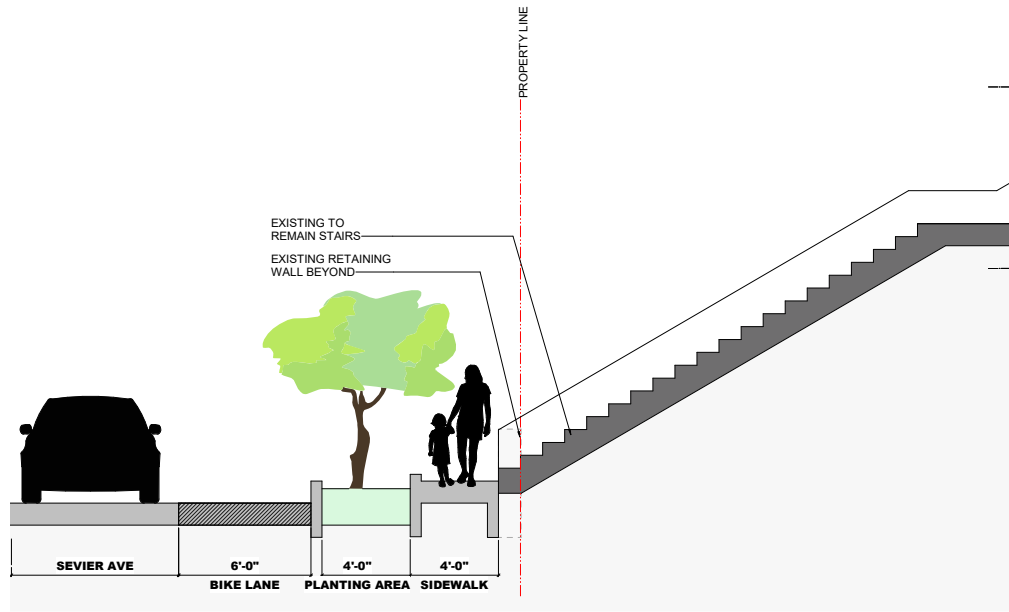 PROPERTY LINE
EXISTING TO
REMAIN STAIRS
EXISTING RETAINING
WALL BEYOND
SEVIER AVE
6'-0"
4'-0"
4'-0"
BIKE LANE
PLANTING AREA
SIDEWALK